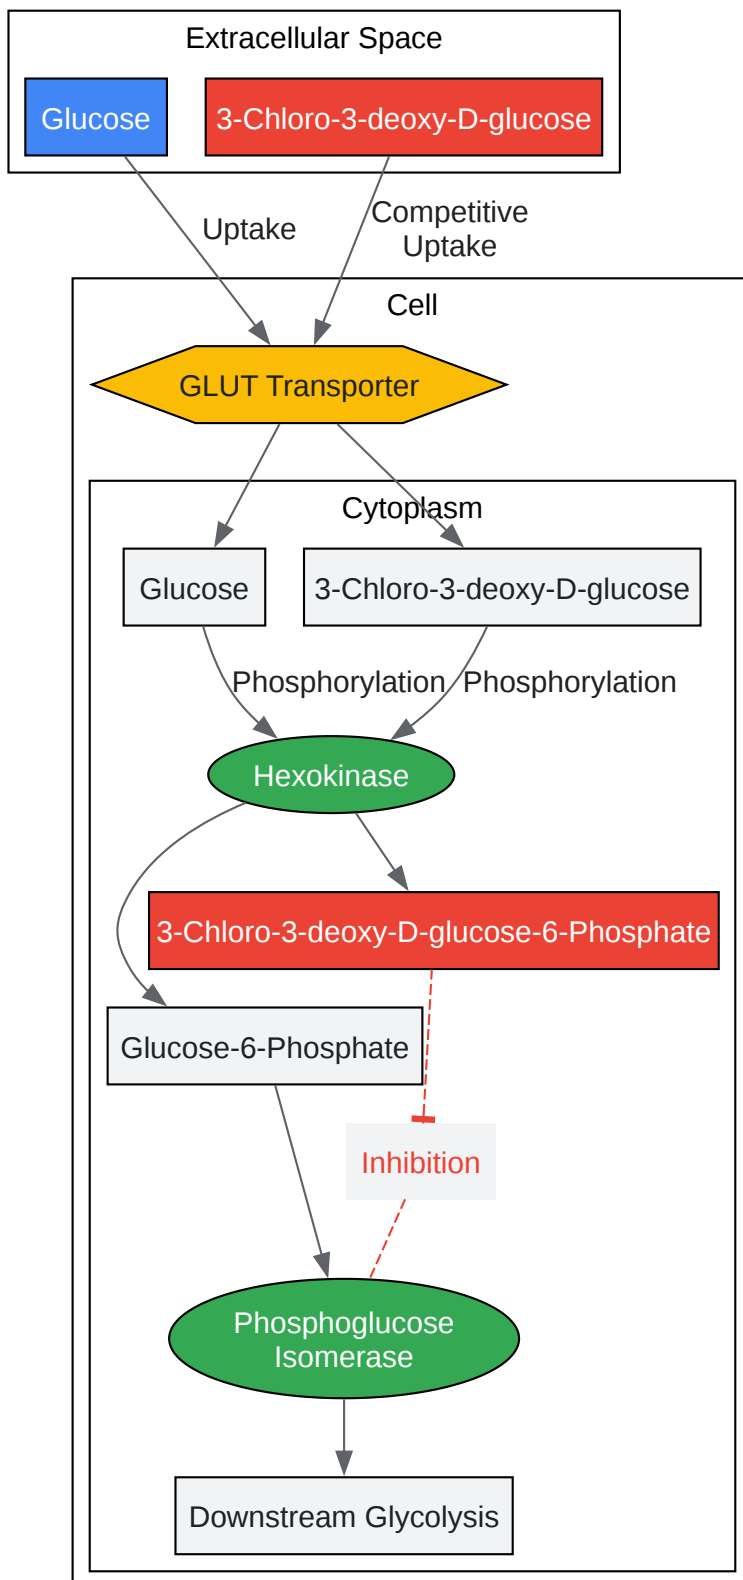 Extracellular Space
Glucose
3-Chloro-3-deoxy-D-glucose
Uptake
Competitive
Uptake
Cell
GLUT Transporter
Cytoplasm
Glucose
3-Chloro-3-deoxy-D-glucose
Phosphorylation
Phosphorylation
Hexokinase
3-Chloro-3-deoxy-D-glucose-6-Phosphate
Glucose-6-Phosphate
Inhibition
Phosphoglucose
Isomerase
Downstream Glycolysis